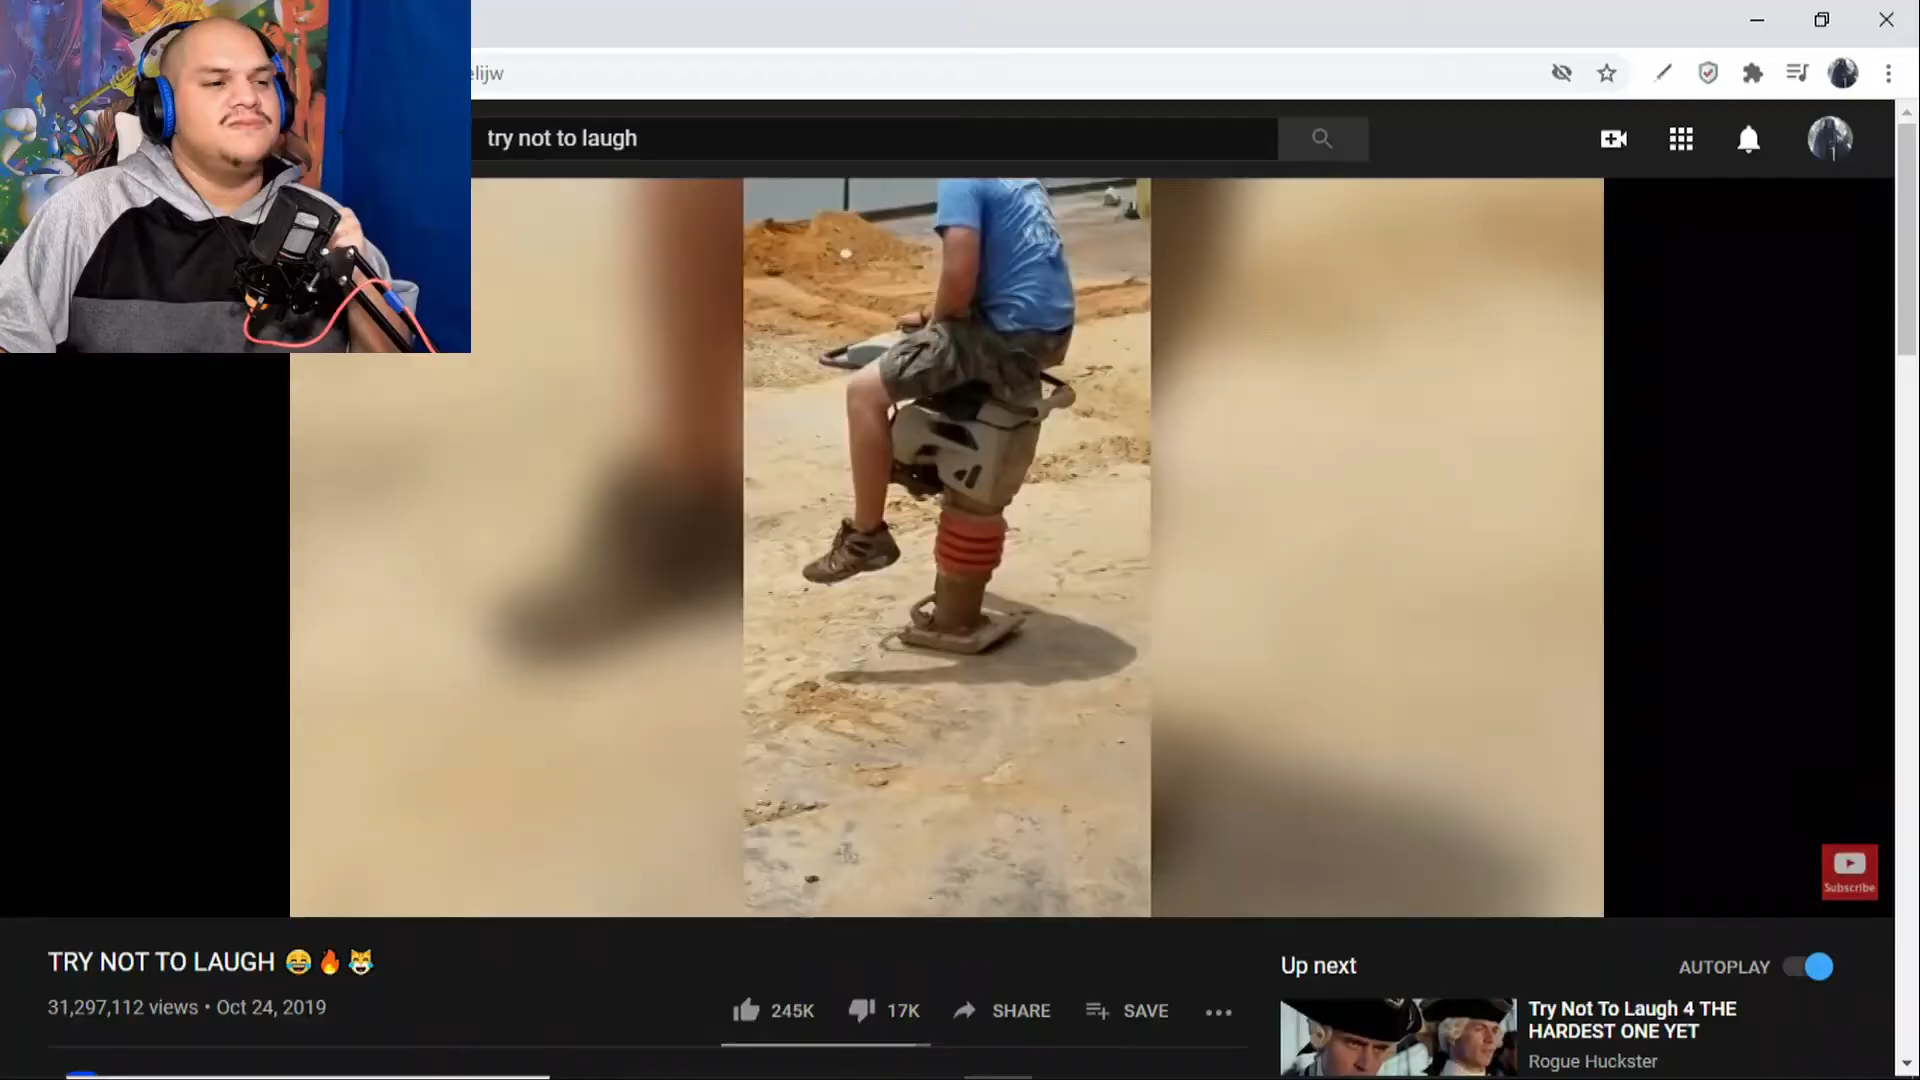 elijw
try not to laugh
Subscribe
TRY NOT TO LAUGH 😂🔥😹
31,297,112 views • Oct 24, 2019
245K
17K
SHARE
SAVE
Up next
AUTOPLAY
Try Not To Laugh 4 THE
HARDEST ONE YET
Rogue Huckster